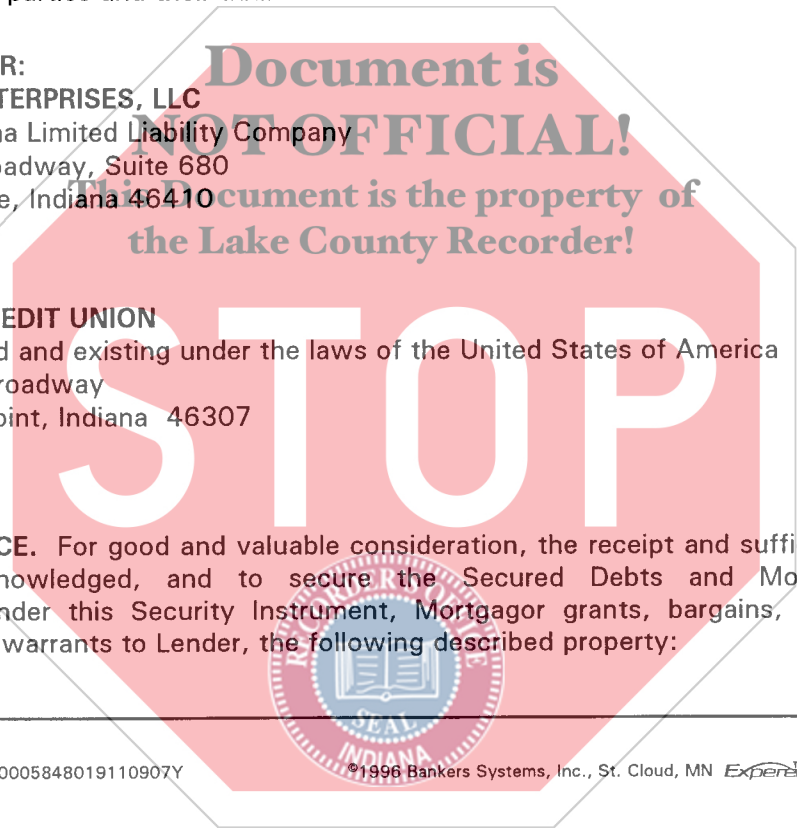 Document is
R:
TERPRISES, LLC
a Limited Liability Company
NOT OFFICIAL!
adway, Suite 680
e, Indiana 46410
This Document is the property of
the Lake County Recorder!
EDIT UNION
d and existing under the laws of the United States of America
roadway
oint, Indiana 46307
STOP
CE. For good and valuable consideration, the receipt and suffi
nowledged, and to secure the Secured Debts and Mo
nder this Security Instrument, Mortgagor grants, bargains,
warrants to Lender, the following described property:
RECORDER'S OFFICE
SEAL
INDIANA
0005848019110907Y
©1996 Bankers Systems, Inc., St. Cloud, MN Expere